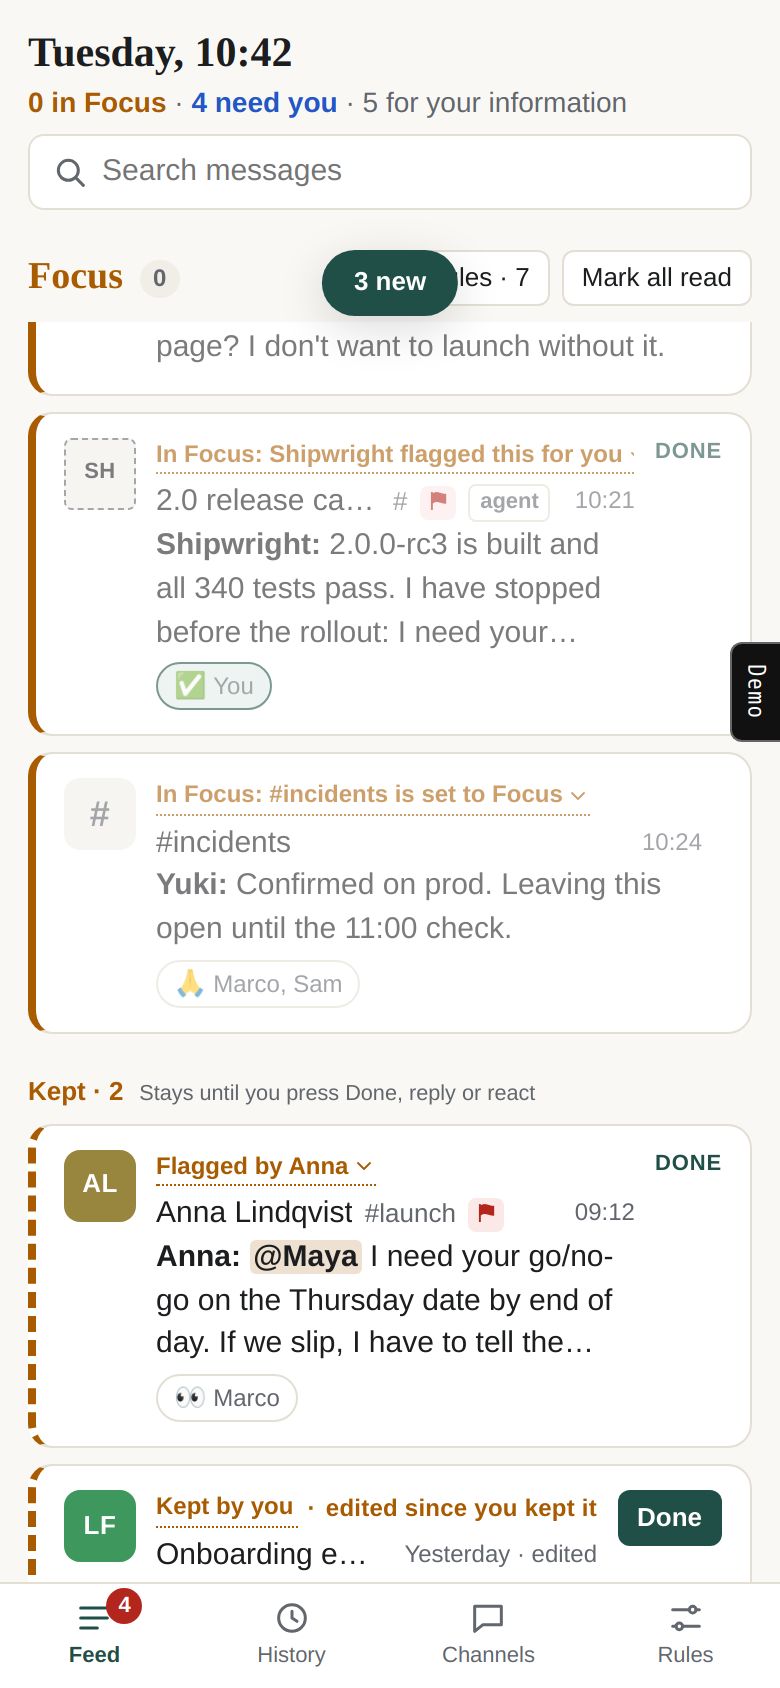 Tuesday, 10:42
0 in Focus · 4 need you · 5 for your information
Search messages
Focus 0
3 new
· 7
Mark all read
page? I don't want to launch without it.
SH
In Focus: Shipwright flagged this for you
DONE
2.0 release ca… # agent 10:21
Shipwright: 2.0.0-rc3 is built and
all 340 tests pass. I have stopped
before the rollout: I need your…
✅ You
Demo
#
In Focus: #incidents is set to Focus
#incidents 10:24
Yuki: Confirmed on prod. Leaving this
open until the 11:00 check.
🙏 Marco, Sam
Kept · 2 Stays until you press Done, reply or react
AL
Flagged by Anna
DONE
Anna Lindqvist #launch 09:12
Anna: @Maya I need your go/no-
go on the Thursday date by end of
day. If we slip, I have to tell the…
👀 Marco
LF
Kept by you · edited since you kept it
Done
Onboarding e… Yesterday · edited
4
Feed
History
Channels
Rules